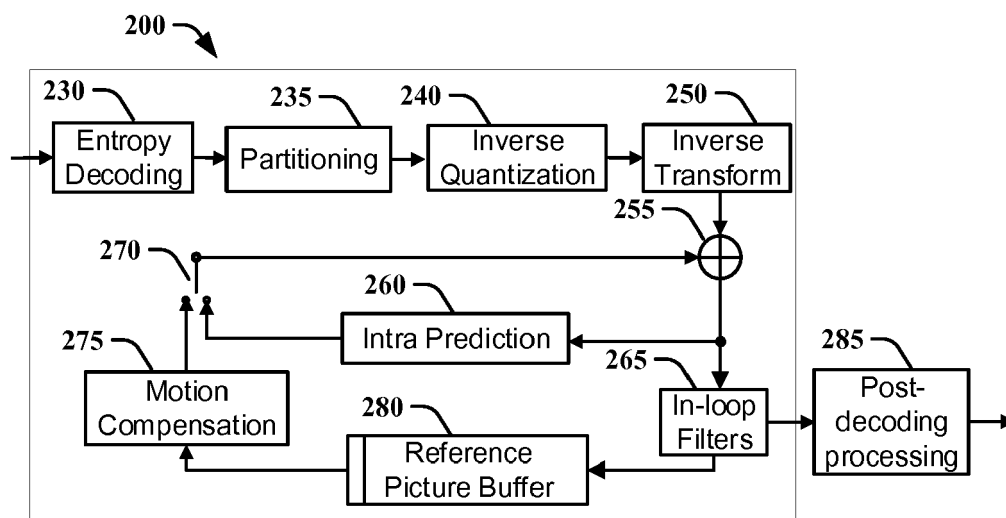 200
230
235
240
250
Entropy
Decoding
Partitioning
Inverse
Quantization
Inverse
Transform
255
270
260
Intra Prediction
275
265
285
Motion
Compensation
280
Reference
Picture Buffer
In-loop
Filters
Post-
decoding
processing